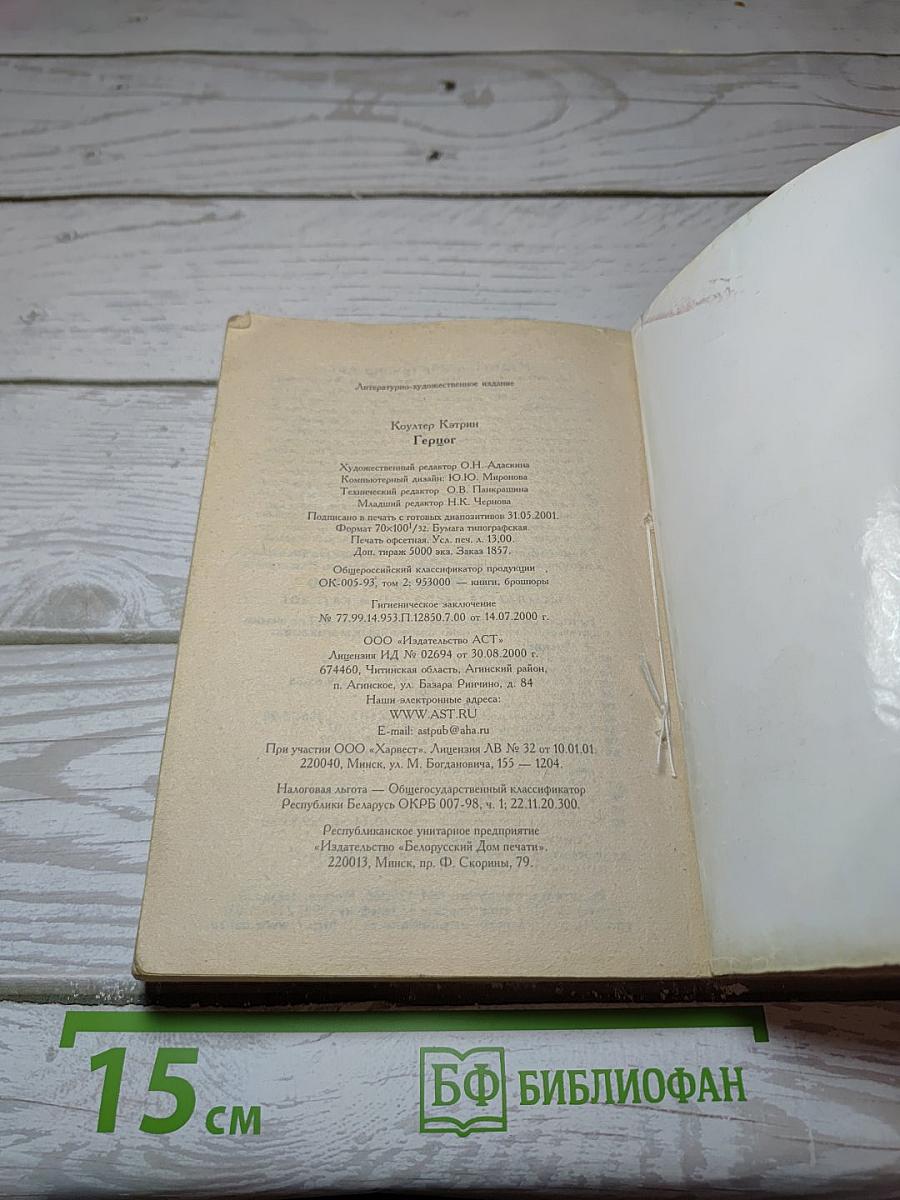 Литературно-художественное издание
Коултер Кэтрин
Герцог
Художественный редактор О.Н. Адаскина
Компьютерный дизайн: Ю.Ю. Миронова
Технический редактор О.В. Панкрашина
Младший редактор Н.К. Чернова
Подписано в печать с готовых диапозитивов 31.05.2001.
Формат 70×100¹/32. Бумага типографская.
Печать офсетная. Усл. печ. л. 13,00.
Доп. тираж 5000 экз. Заказ 1857.
Общероссийский классификатор продукции
ОК-005-93, том 2; 953000 — книги, брошюры
Гигиеническое заключение
№ 77.99.14.953.П.12850.7.00 от 14.07.2000 г.
ООО «Издательство АСТ»
Лицензия ИД № 02694 от 30.08.2000 г.
674460, Читинская область, Агинский район,
п. Агинское, ул. Базара Ринчино, д. 84
Наши электронные адреса:
WWW.AST.RU
E-mail: astpub@aha.ru
При участии ООО «Харвест». Лицензия ЛВ № 32 от 10.01.01.
220040, Минск, ул. М. Богдановича, 155 — 1204.
Налоговая льгота — Общегосударственный классификатор
Республики Беларусь ОКРБ 007-98, ч. 1; 22.11.20.300.
Республиканское унитарное предприятие
«Издательство «Белорусский Дом печати».
220013, Минск, пр. Ф. Скорины, 79.
15 см
БФ БИБЛИОФАН